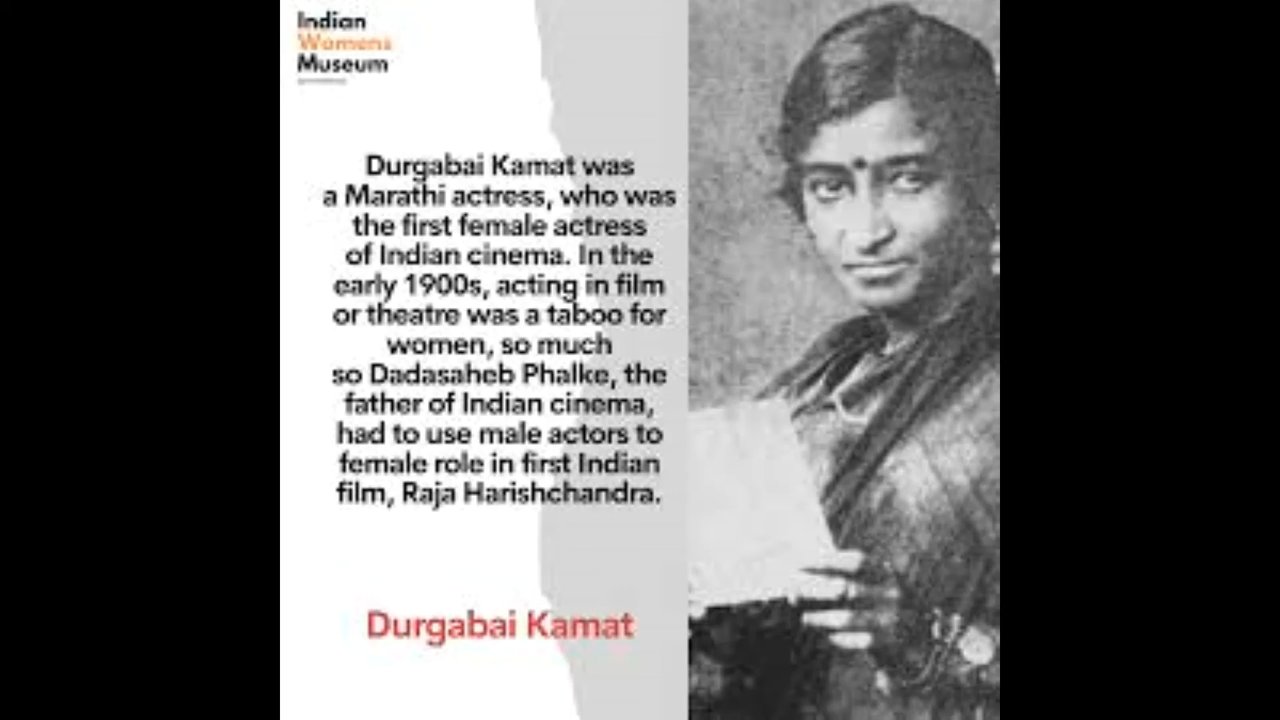 Indian
Womens
Museum
Durgabai Kamat was
a Marathi actress, who was
the first female actress
of Indian cinema. In the
early 1900s, acting in film
or theatre was a taboo for
women, so much
so Dadasaheb Phalke, the
father of Indian cinema,
had to use male actors to
female role in first Indian
film, Raja Harishchandra.
Durgabai Kamat